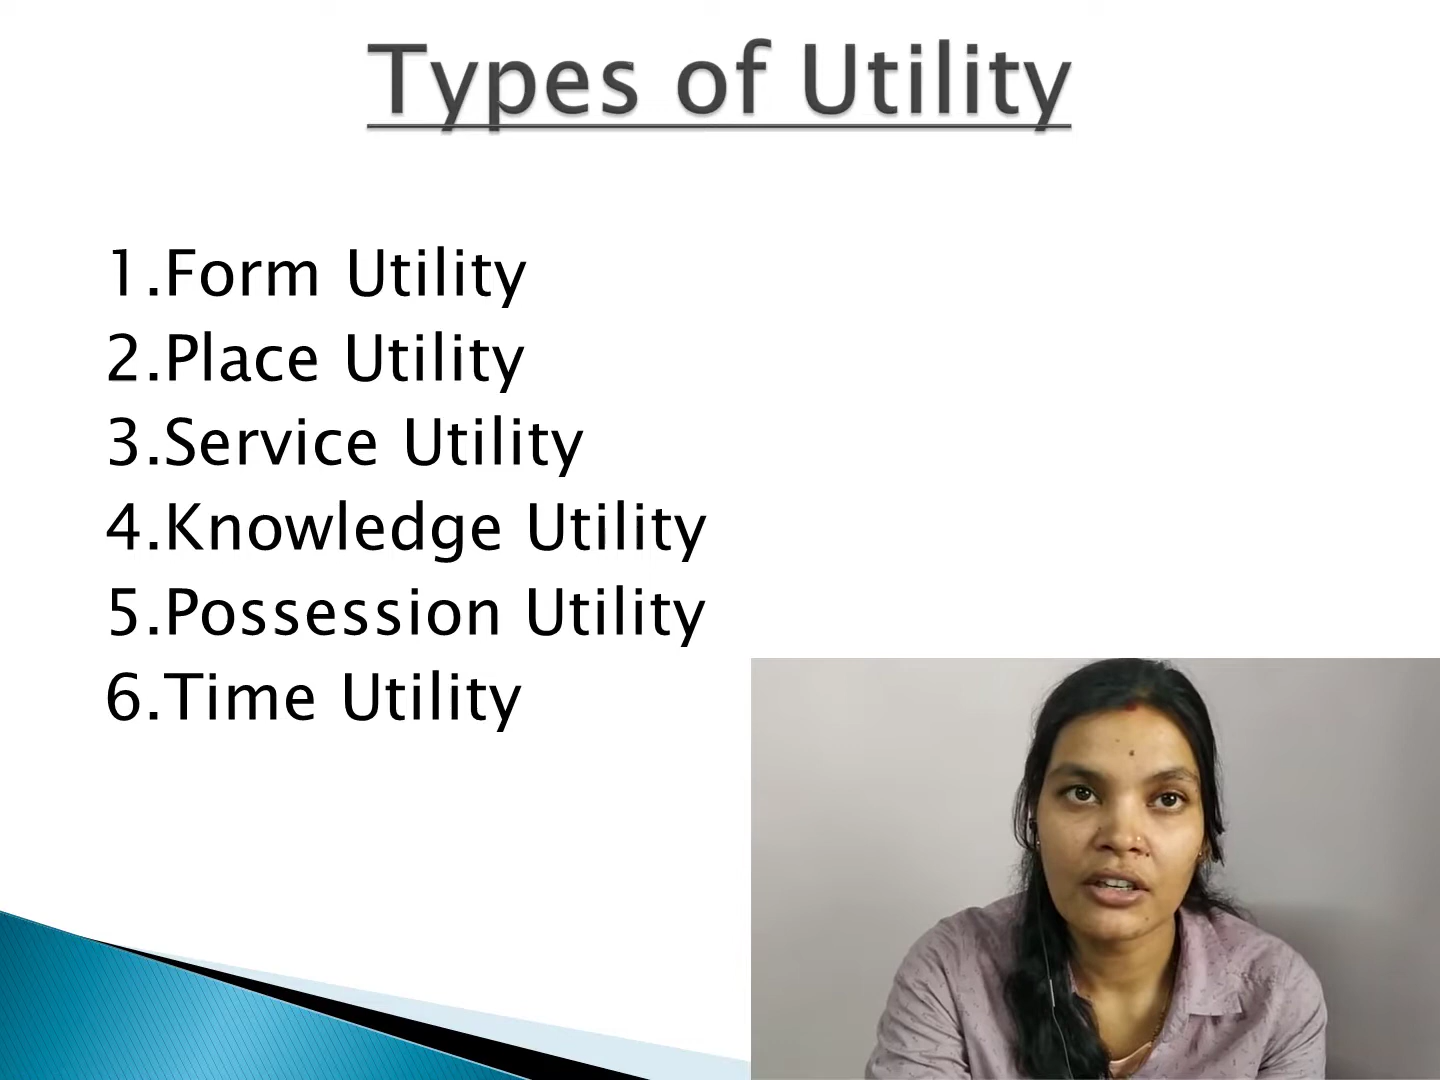 Types of Utility
1.Form Utility
2.Place Utility
3.Service Utility
4.Knowledge Utility
5.Possession Utility
6.Time Utility